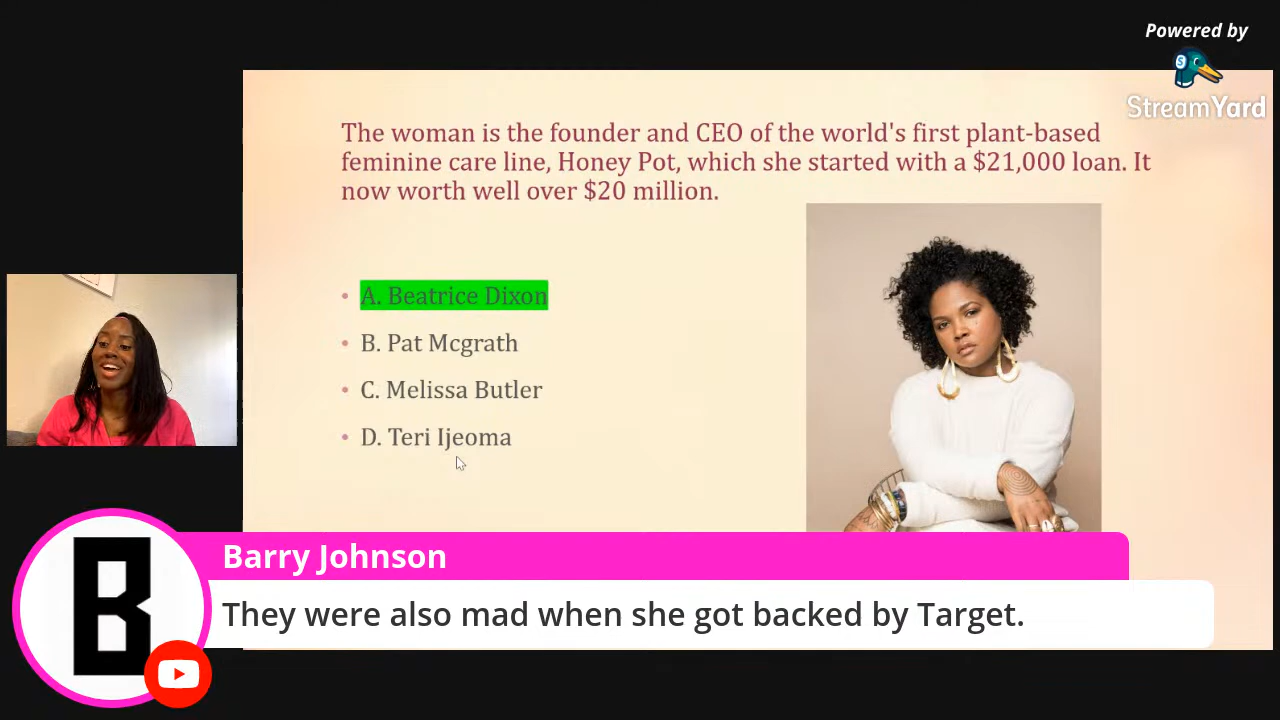 Powered by
StreamYard
The woman is the founder and CEO of the world's first plant-based
feminine care line, Honey Pot, which she started with a $21,000 loan. It
now worth well over $20 million.
• A. Beatrice Dixon
• B. Pat Mcgrath
• C. Melissa Butler
• D. Teri Ijeoma
B
Barry Johnson
They were also mad when she got backed by Target.